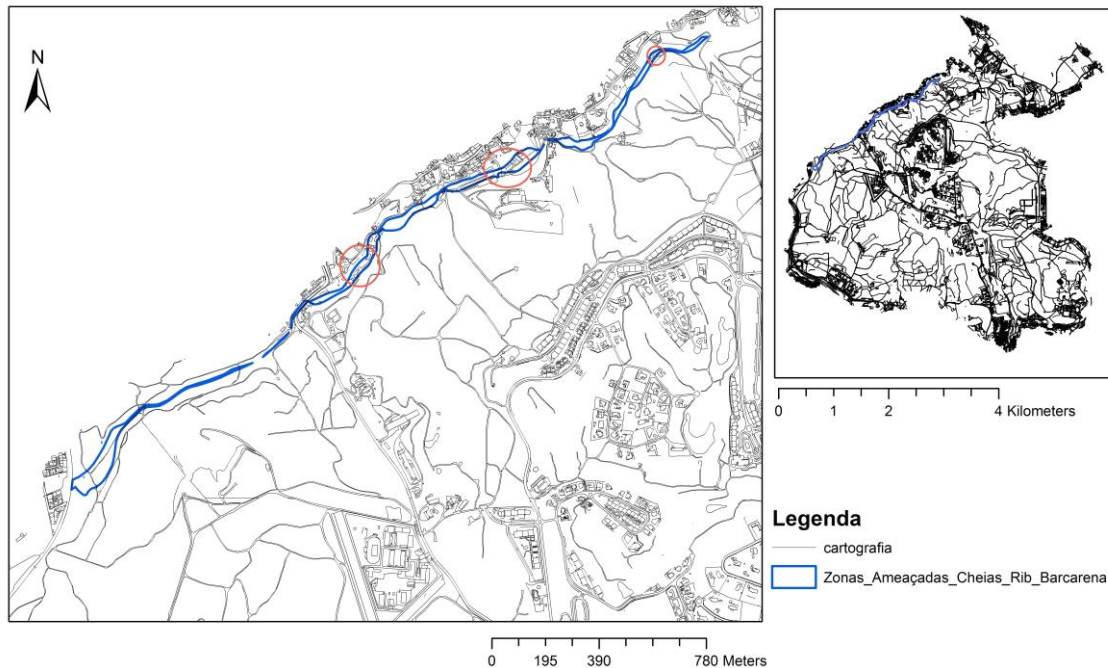 N
0 1 2 4 Kilometers
Legenda
cartografia
Zonas_Ameaçadas_Cheias_Rib_Barcarena
0 195 390 780 Meters